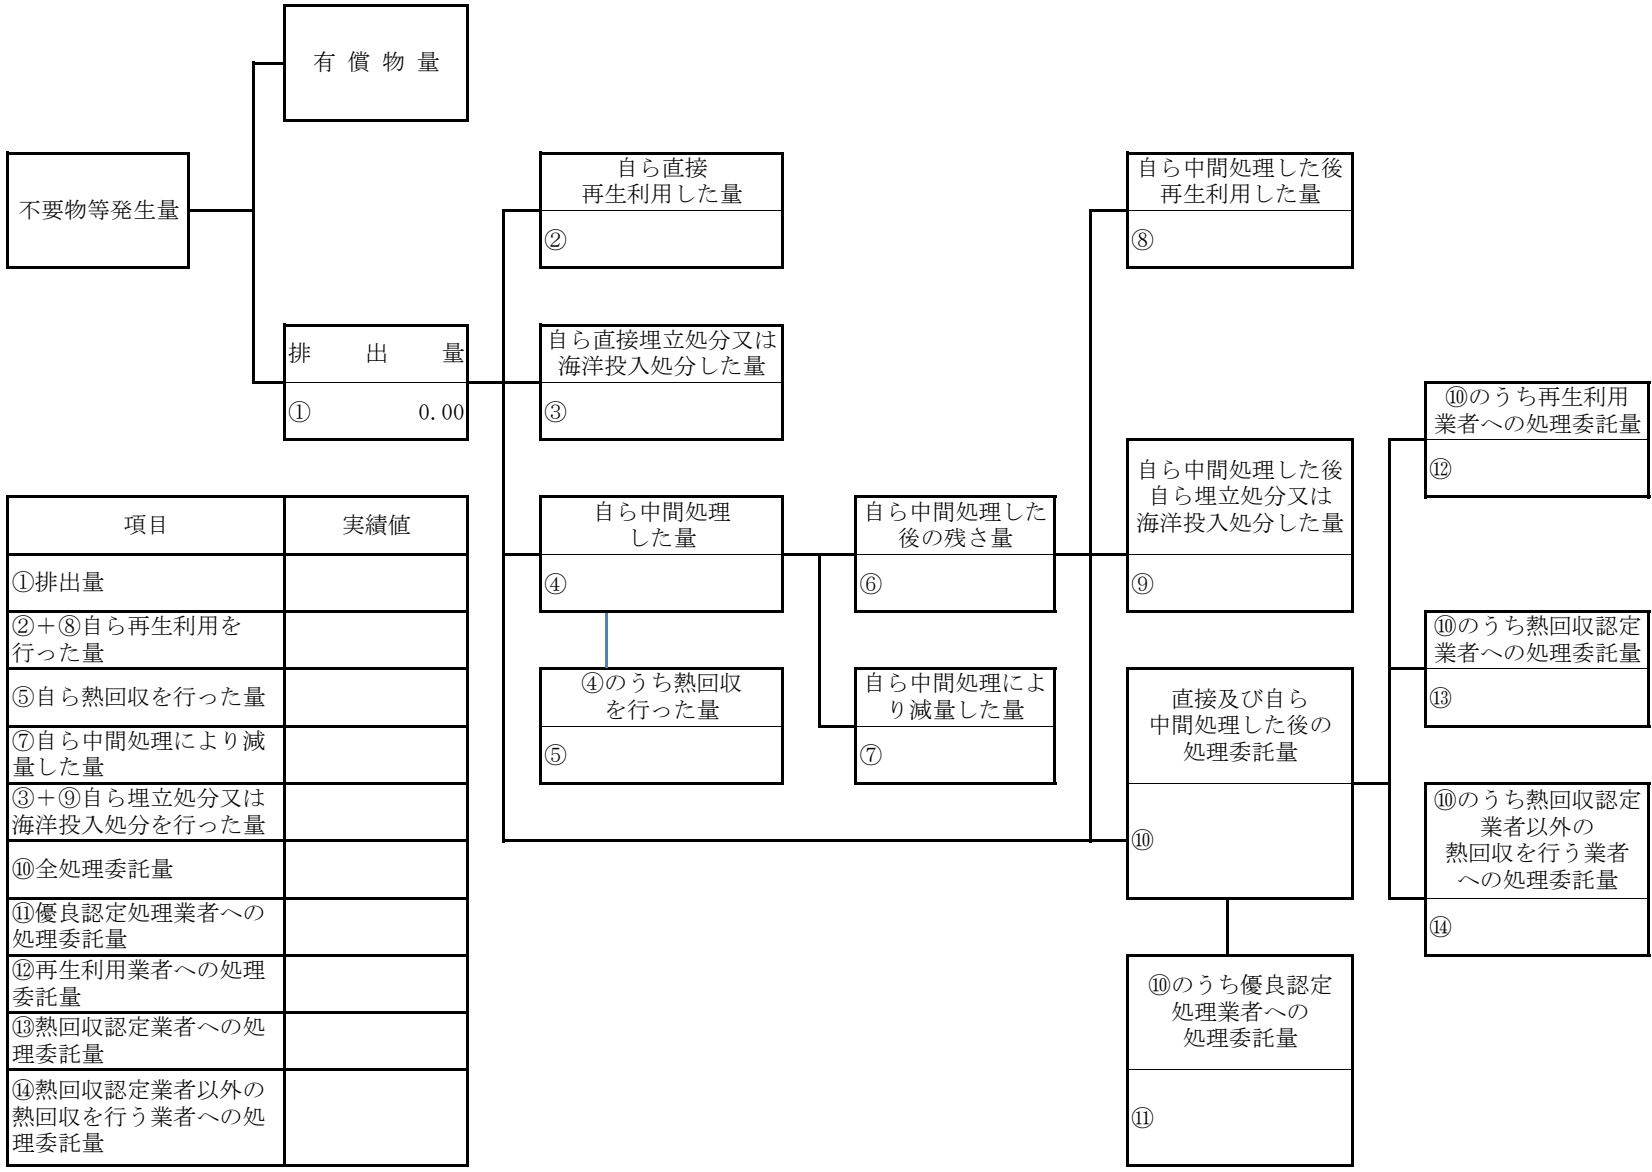 有償物量
不要物等発生量
排出量
① 0.00
自ら直接
再生利用した量
②
自ら直接埋立処分又は
海洋投入処分した量
③
自ら中間処理
した量
④
④のうち熱回収
を行った量
⑤
自ら中間処理した
後の残さ量
⑥
自ら中間処理によ
り減量した量
⑦
自ら中間処理した後
再生利用した量
⑧
自ら中間処理した後
自ら埋立処分又は
海洋投入処分した量
⑨
直接及び自ら
中間処理した後の
処理委託量
⑩
⑩のうち優良認定
処理業者への
処理委託量
⑪
⑩のうち再生利用
業者への処理委託量
⑫
⑩のうち熱回収認定
業者への処理委託量
⑬
⑩のうち熱回収認定
業者以外の
熱回収を行う業者
への処理委託量
⑭
項目 実績値
①排出量
②＋⑧自ら再生利用を
行った量
⑤自ら熱回収を行った量
⑦自ら中間処理により減
量した量
③＋⑨自ら埋立処分又は
海洋投入処分を行った量
⑩全処理委託量
⑪優良認定処理業者への
処理委託量
⑫再生利用業者への処理
委託量
⑬熱回収認定業者への処
理委託量
⑭熱回収認定業者以外の
熱回収を行う業者への処
理委託量